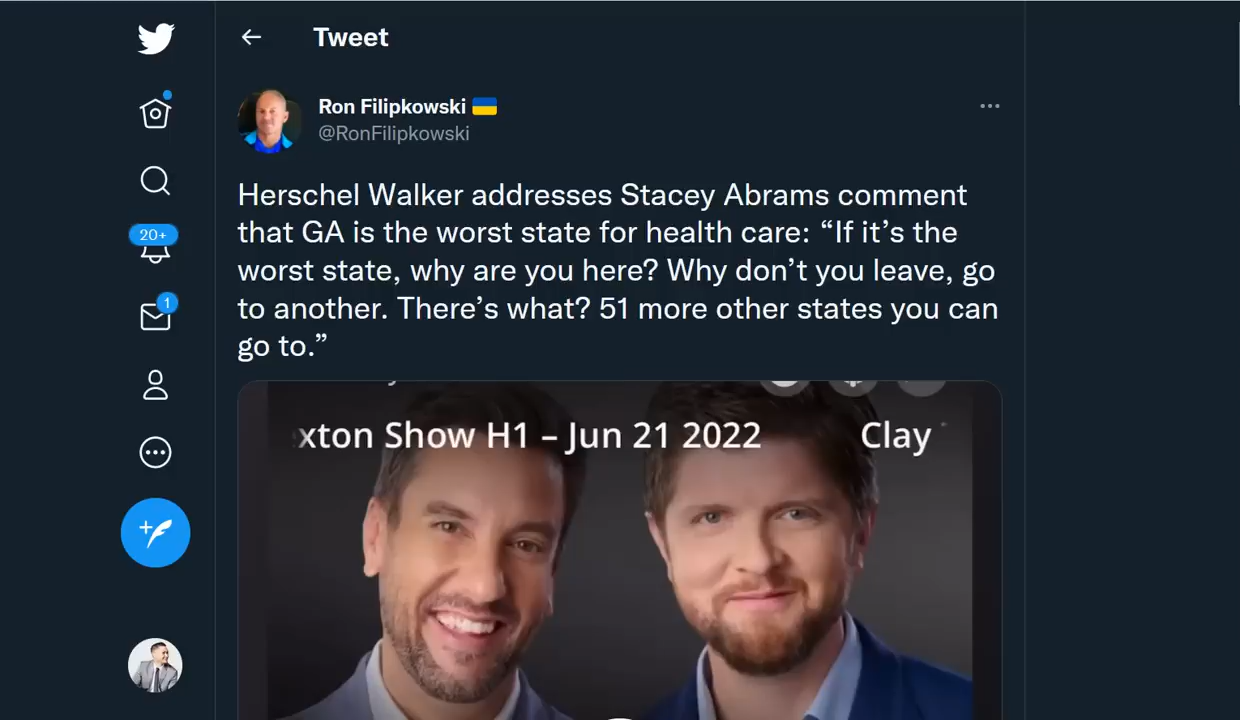 Tweet
Ron Filipkowski 🇺🇦
@RonFilipkowski
Herschel Walker addresses Stacey Abrams comment
that GA is the worst state for health care: “If it’s the
worst state, why are you here? Why don’t you leave, go
to another. There’s what? 51 more other states you can
go to.”
20+
1
xton Show H1 – Jun 21 2022 Clay